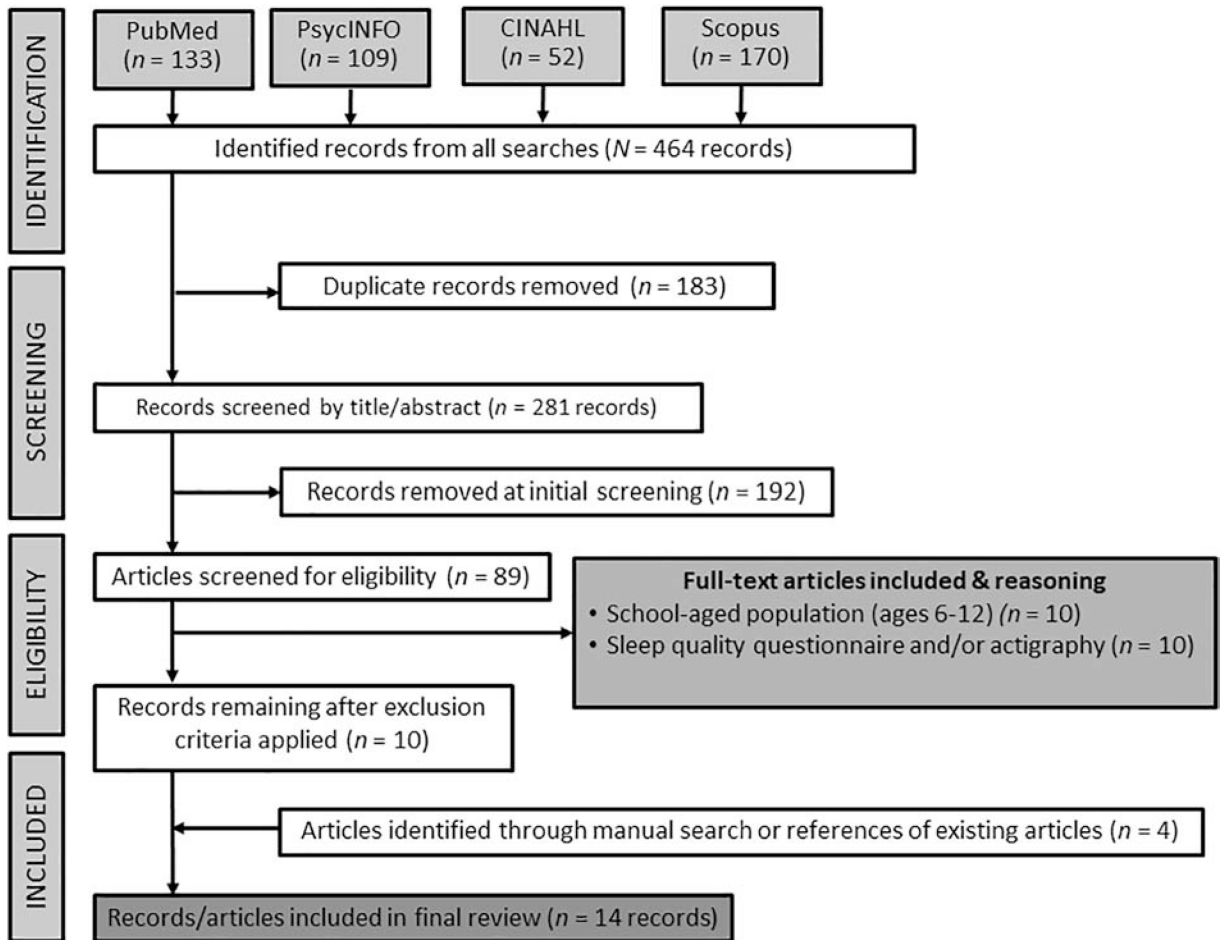 IDENTIFICATION
PubMed
(n = 133)
PsycINFO
(n = 109)
CINAHL
(n = 52)
Scopus
(n = 170)
Identified records from all searches (N = 464 records)
SCREENING
Duplicate records removed (n = 183)
Records screened by title/abstract (n = 281 records)
Records removed at initial screening (n = 192)
ELIGIBILITY
Articles screened for eligibility (n = 89)
Full-text articles included & reasoning
• School-aged population (ages 6-12) (n = 10)
• Sleep quality questionnaire and/or actigraphy (n = 10)
Records remaining after exclusion
criteria applied (n = 10)
INCLUDED
Articles identified through manual search or references of existing articles (n = 4)
Records/articles included in final review (n = 14 records)